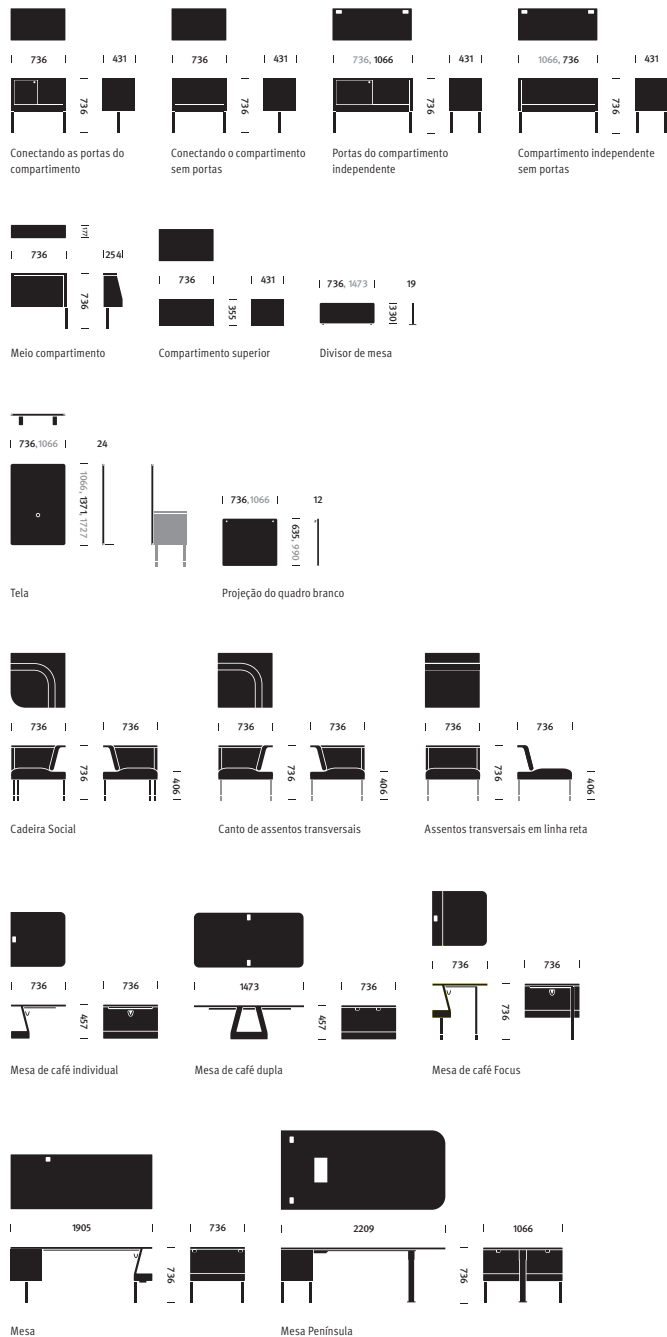 736
431
736
431
736, 1066
431
1066, 736
431
736
736
736
736
Conectando as portas do
compartimento
Conectando o compartimento
sem portas
Portas do compartimento
independente
Compartimento independente
sem portas
736
254
736
736
431
355
736, 1473
19
330
Meio compartimento
Compartimento superior
Divisor de mesa
736,1066
24
1066, 1371, 1727
736,1066
12
635, 990
Tela
Projeção do quadro branco
736
736
736
406
736
736
736
406
736
736
736
406
Cadeira Social
Canto de assentos transversais
Assentos transversais em linha reta
736
736
457
1473
736
457
736
736
736
Mesa de café individual
Mesa de café dupla
Mesa de café Focus
1905
736
736
2209
1066
736
Mesa
Mesa Península